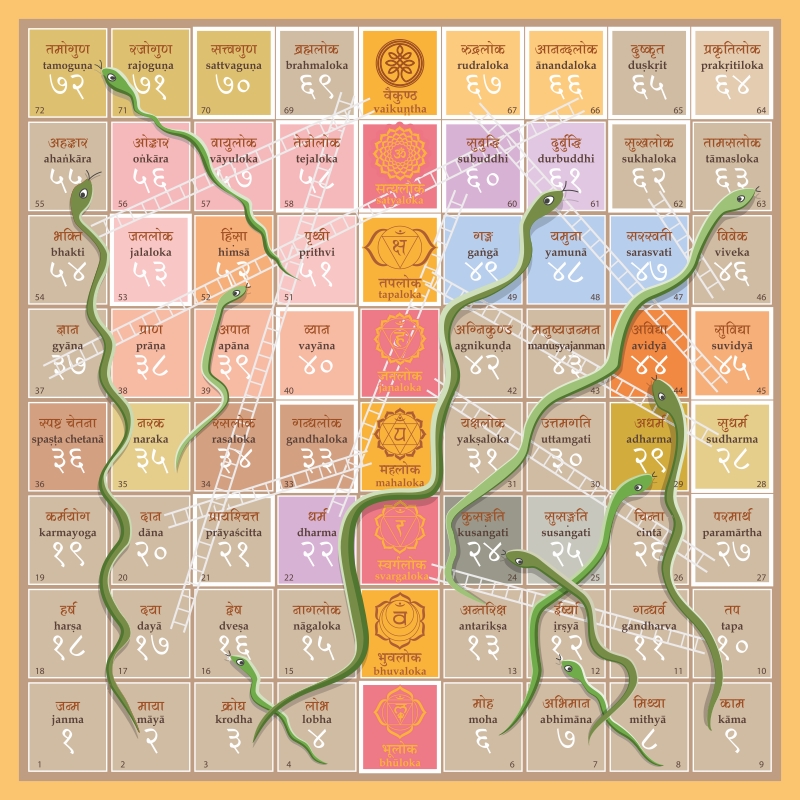 तमोगुण
tamoguṇa
७२
72
रजोगुण
rajoguṇa
७१
71
सत्त्वगुण
sattvaguṇa
७०
70
ब्रह्मलोक
brahmaloka
६९
69
वैकुण्ठ
vaikuṇṭha
रुद्रलोक
rudraloka
६७
67
आनन्दलोक
ānandaloka
६६
66
दुष्कृत
duṣkṛit
६५
65
प्रकृतिलोक
prakṛitiloka
६४
64
अहङ्कार
ahaṅkāra
५५
55
ओङ्कार
oṅkāra
५६
56
वायुलोक
vāyuloka
५७
57
तेजोलोक
tejaloka
५८
58
सत्यलोक
satyaloka
सुबुद्धि
subuddhi
६०
60
दुर्बुद्धि
durbuddhi
६१
61
सुखलोक
sukhaloka
६२
62
तामसलोक
tāmasloka
६३
63
भक्ति
bhakti
५४
54
जललोक
jalaloka
५३
53
हिंसा
himsā
५२
52
पृथ्वी
prithvi
५१
51
क्ष
तपलोक
tapaloka
गङ्गा
gaṅgā
४९
49
यमुना
yamunā
४८
48
सरस्वती
sarasvati
४७
47
विवेक
viveka
४६
46
ज्ञान
gyāna
३७
37
प्राण
prāṇa
३८
38
अपान
apāna
३९
39
व्यान
vayāna
४०
40
जनलोक
janaloka
अग्निकुण्ड
agnikuṇḍa
४२
42
मनुष्यजन्मन
manuṣyajanman
४३
43
अविद्या
avidyā
४४
44
सुविद्या
suvidyā
४५
45
स्पष्ट चेतना
spaṣṭa chetanā
३६
36
नरक
naraka
३५
35
रसलोक
rasaloka
३४
34
गन्धलोक
gandhaloka
३३
33
य
महलोक
mahaloka
यक्षलोक
yakṣaloka
३१
31
उत्तमगति
uttamgati
३०
30
अधर्म
adharma
२९
29
सुधर्म
sudharma
२८
28
कर्मयोग
karmayoga
१९
19
दान
dāna
२०
20
प्रायश्चित्त
prāyaścitta
२१
21
धर्म
dharma
२२
22
र
स्वर्गलोक
svargaloka
कुसङ्गति
kusaṅgati
२४
24
सुसङ्गति
susaṅgati
२५
25
चिन्ता
cintā
२६
26
परमार्थ
paramārtha
२७
27
हर्ष
harṣa
१८
18
दया
dayā
१७
17
द्वेष
dveṣa
१६
16
नागलोक
nāgaloka
१५
15
व
भुवलोक
bhuvaloka
अन्तरिक्ष
antarikṣa
१३
13
ईर्ष्या
irṣyā
१२
12
गन्धर्व
gandharva
११
11
तप
tapa
१०
10
जन्म
janma
१
1
माया
māyā
२
2
क्रोध
krodha
३
3
लोभ
lobha
४
4
भूलोक
bhūloka
मोह
moha
६
6
अभिमान
abhimāna
७
7
मिथ्या
mithyā
८
8
काम
kāma
९
9